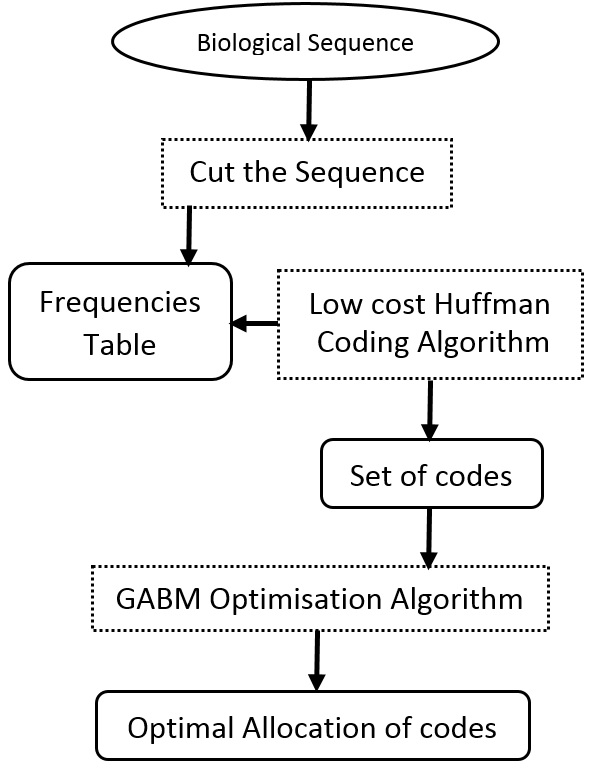 Biological Sequence
Cut the Sequence
Frequencies
Table
Low cost Huffman
Coding Algorithm
Set of codes
GABM Optimisation Algorithm
Optimal Allocation of codes